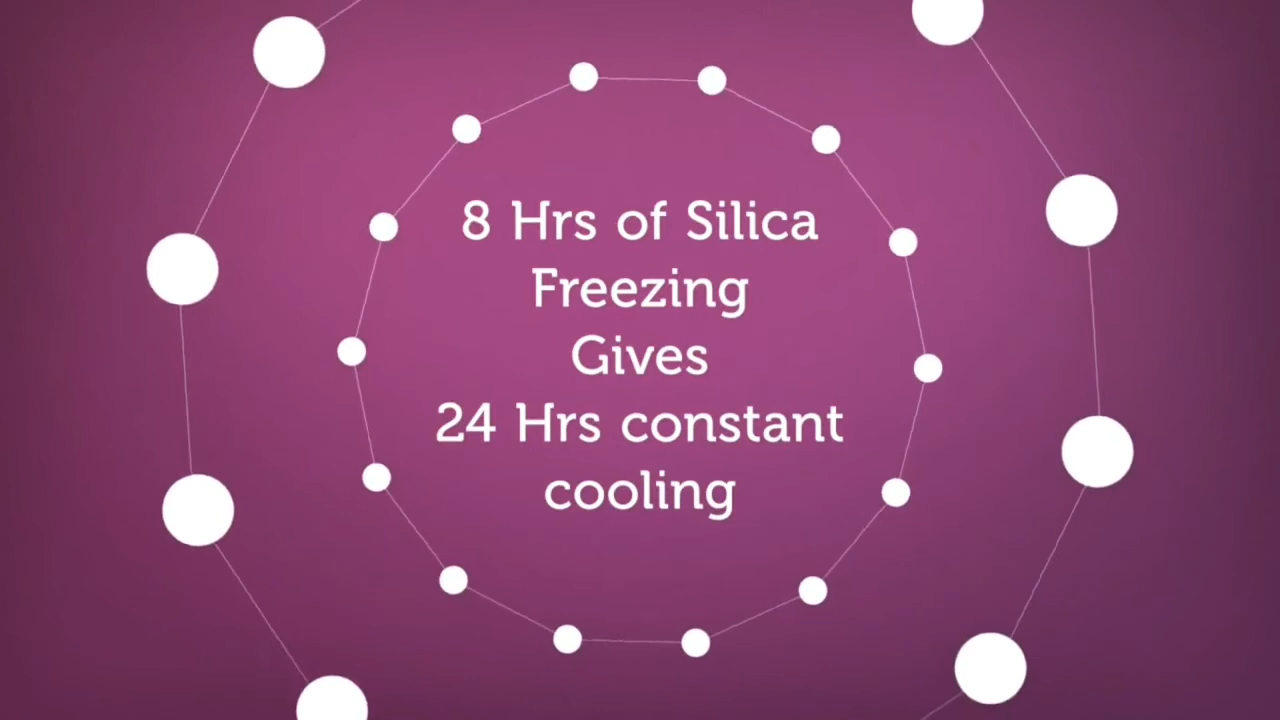 8 Hrs of Silica
Freezing
Gives
24 Hrs constant
cooling